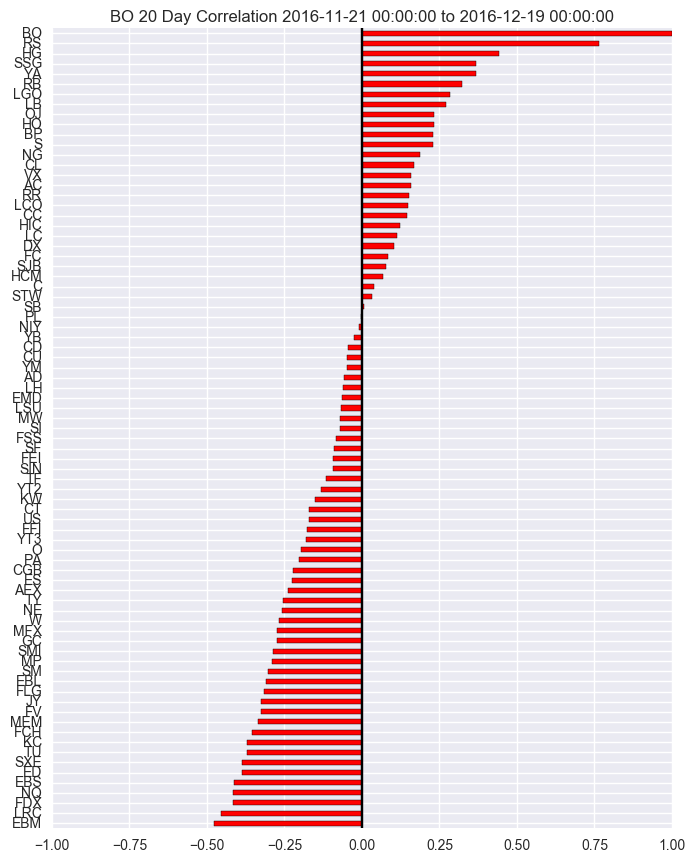 BO 20 Day Correlation 2016-11-21 00:00:00 to 2016-12-19 00:00:00
BO
RS
HG
SSG
YA
RB
LGO
LB
OJ
HO
BP
S
NG
CL
VX
AC
RR
LCO
CC
HIC
LC
DX
FC
SJB
HCM
C
STW
SB
PL
NIY
YB
CD
CU
YM
AD
LH
EMD
LSU
MW
SI
FSS
SF
FEI
SIN
TF
YT2
KW
CT
US
YT3
O
PA
CGB
ES
AEX
TY
NE
W
MFX
GC
SMI
MP
SM
EBL
FLG
JY
FV
MEM
FCH
KC
TU
SXE
ED
EBS
NQ
FDX
LRC
EBM
−1.00 −0.75 −0.50 −0.25 0.00 0.25 0.50 0.75 1.00